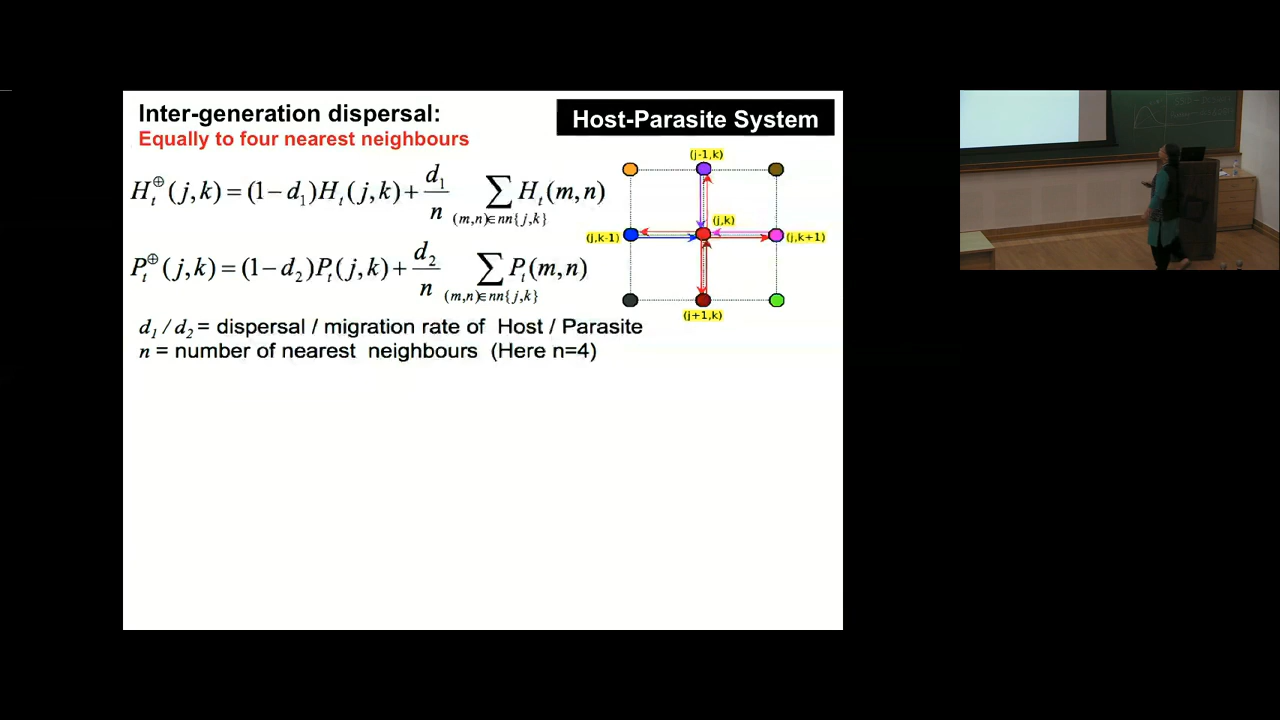 Inter-generation dispersal:
Equally to four nearest neighbours
Host-Parasite System
H_t^⊕(j,k)=(1−d_1)H_t(j,k)+\frac{d_1}{n} ∑_{(m,n)∈nn{j,k}} H_t(m,n)
P_t^⊕(j,k)=(1−d_2)P_t(j,k)+\frac{d_2}{n} ∑_{(m,n)∈nn{j,k}} P_t(m,n)
(j-1,k)
(j,k)
(j,k-1)
(j,k+1)
(j+1,k)
d_1 / d_2 = dispersal / migration rate of Host / Parasite
n = number of nearest neighbours (Here n=4)